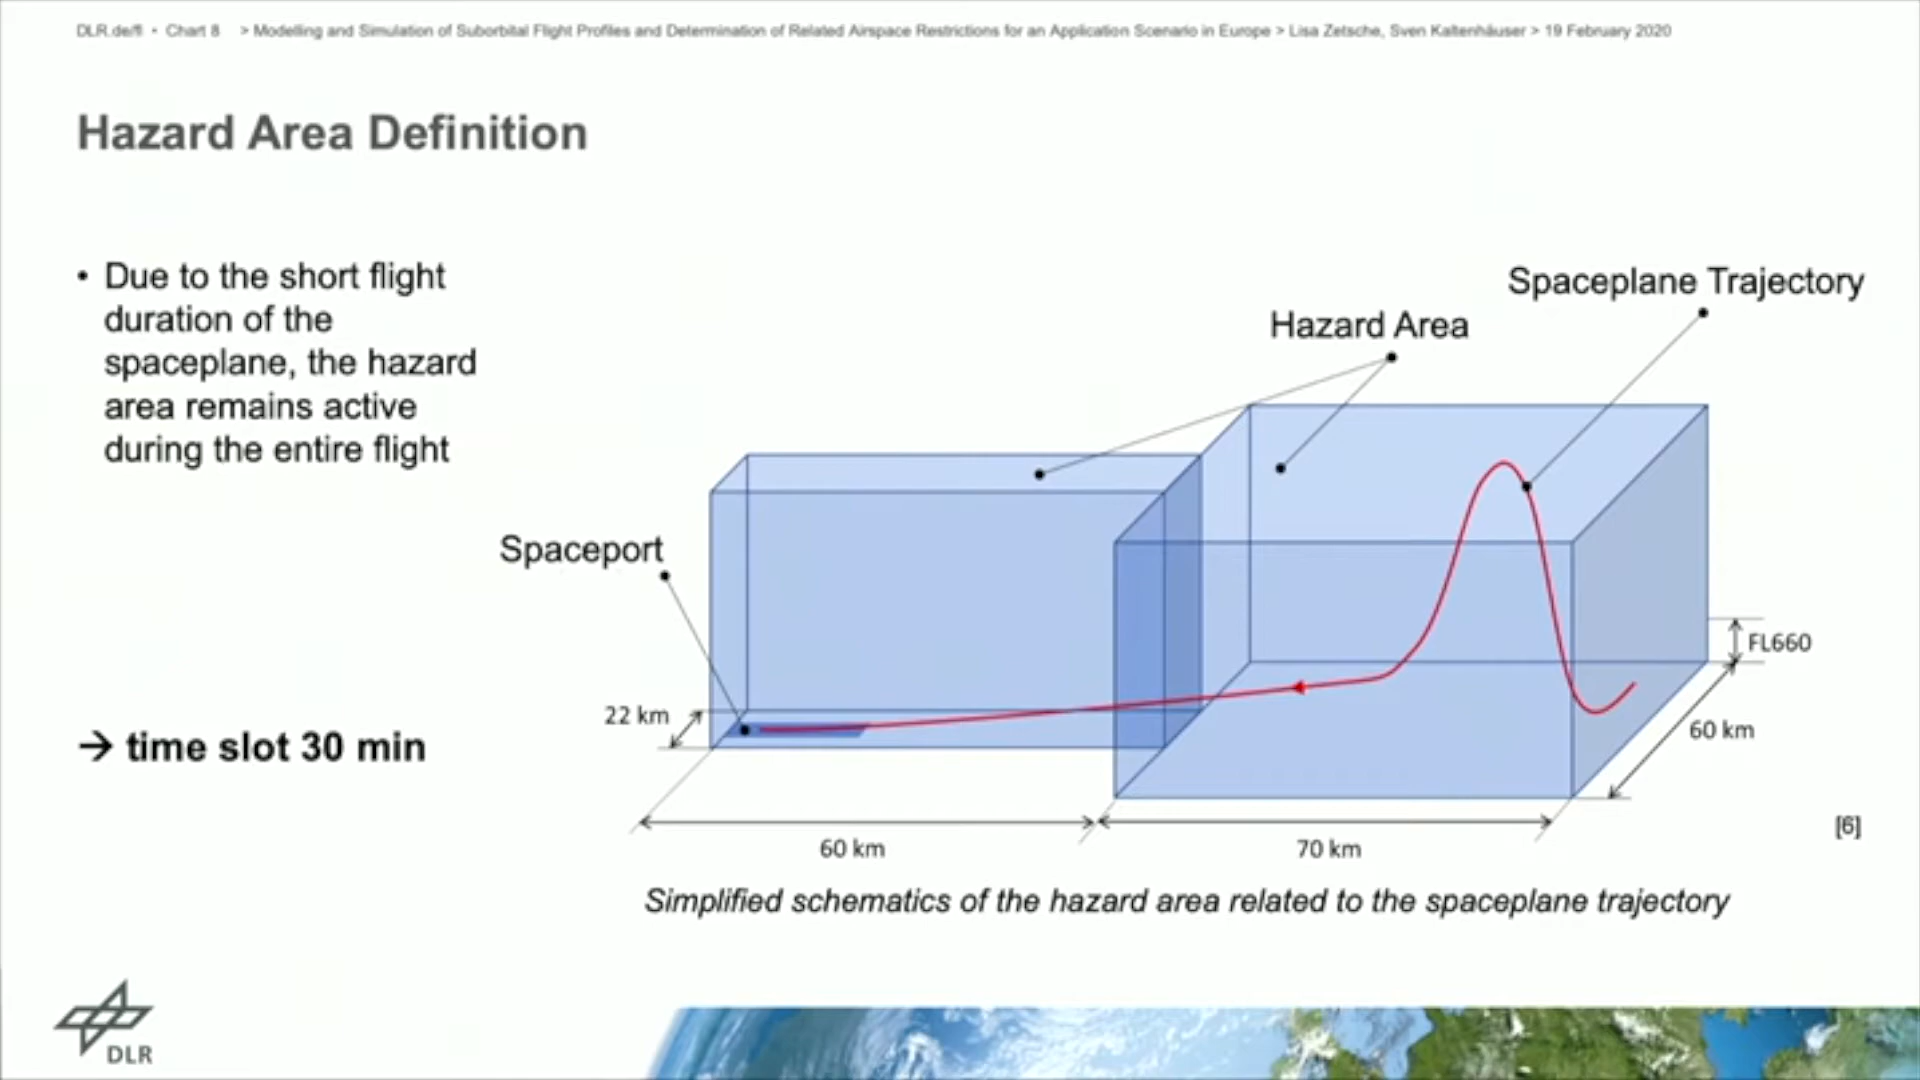 DLR.de/fl • Chart 8 > Modelling and Simulation of Suborbital Flight Profiles and Determination of Related Airspace Restrictions for an Application Scenario in Europe > Lisa Zetsche, Sven Kaltenhäuser > 19 February 2020
Hazard Area Definition
• Due to the short flight
duration of the
spaceplane, the hazard
area remains active
during the entire flight
→ time slot 30 min
Spaceplane Trajectory
Hazard Area
Spaceport
FL660
22 km
60 km
60 km
70 km
[6]
Simplified schematics of the hazard area related to the spaceplane trajectory
DLR